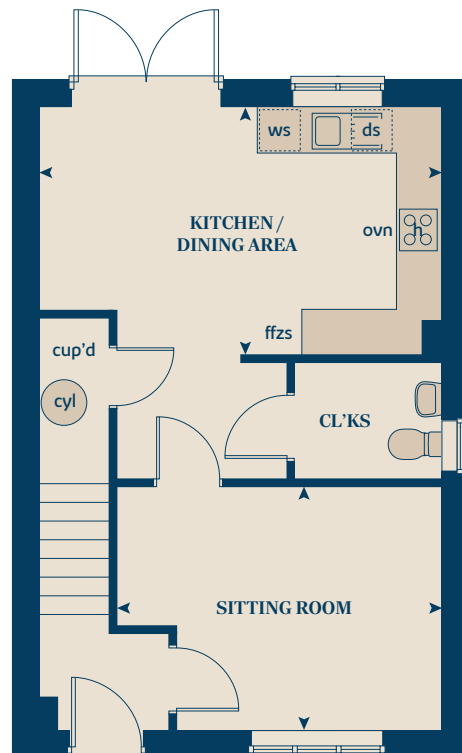 ws
ds
KITCHEN /
DINING AREA
ovn
h
ffzs
cup'd
cyl
CL'KS
SITTING ROOM